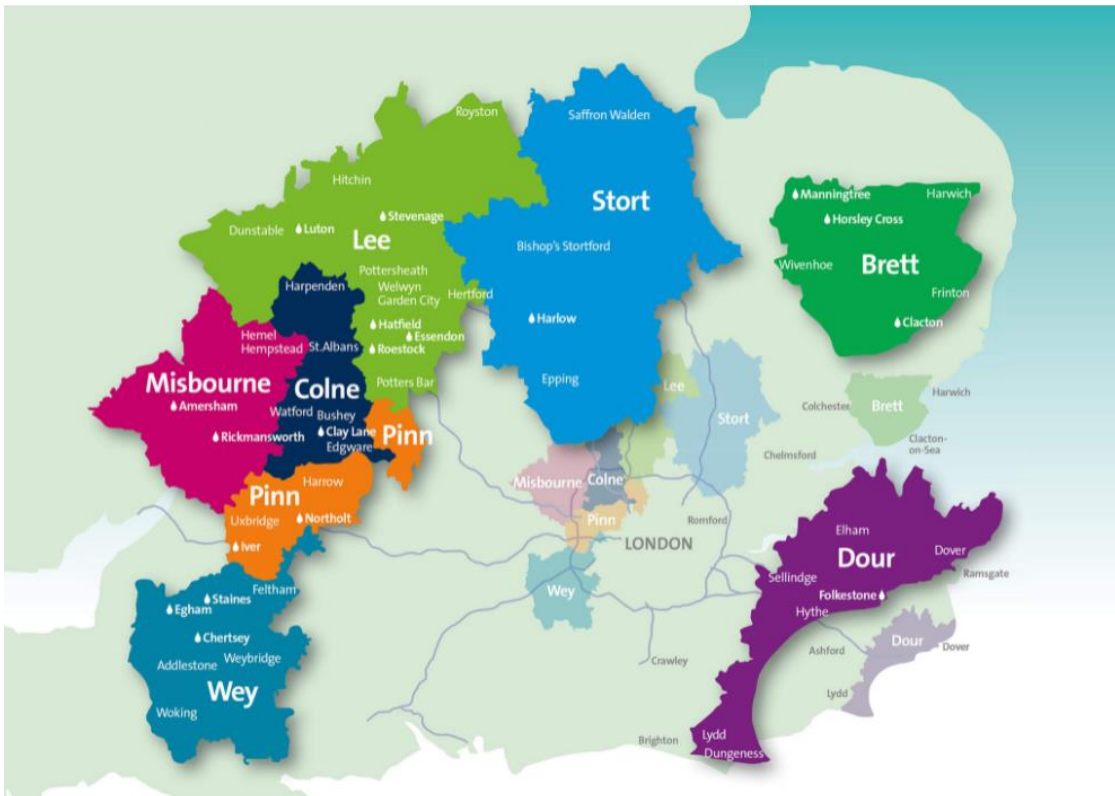 Royston
Saffron Walden
Hitchin
Stort
Manningtree
Harwich
Stevenage
Horsley Cross
Dunstable
Luton
Lee
Bishop's Stortford
Wivenhoe
Brett
Pottersheath
Harpenden
Welwyn
Garden City
Hertford
Frinton
Harlow
Clacton
Hatfield
Essendon
Hemel
Hempstead
St.Albans
Roestock
Misbourne
Colne
Potters Bar
Epping
Lee
Amersham
Watford
Bushey
Stort
Colchester
Brett
Harwich
Rickmansworth
Clay Lane
Edgware
Pinn
Clacton-
on-Sea
Chelmsford
Misbourne
Colne
Harrow
Pinn
Uxbridge
Northolt
Pinn
Romford
LONDON
Iver
Elham
Dour
Dover
Ramsgate
Sellindge
Folkestone
Hythe
Feltham
Staines
Egham
Wey
Chertsey
Addlestone
Weybridge
Wey
Woking
Crawley
Ashford
Dour
Dover
Lydd
Brighton
Lydd
Dungeness